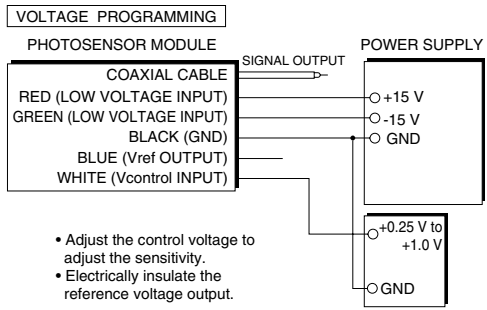 VOLTAGE PROGRAMMING
PHOTOSENSOR MODULE
SIGNAL OUTPUT
POWER SUPPLY
COAXIAL CABLE
RED (LOW VOLTAGE INPUT)
+15 V
GREEN (LOW VOLTAGE INPUT)
-15 V
BLACK (GND)
GND
BLUE (Vref OUTPUT)
WHITE (Vcontrol INPUT)
+0.25 V to
+1.0 V
GND
• Adjust the control voltage to
adjust the sensitivity.
• Electrically insulate the
reference voltage output.